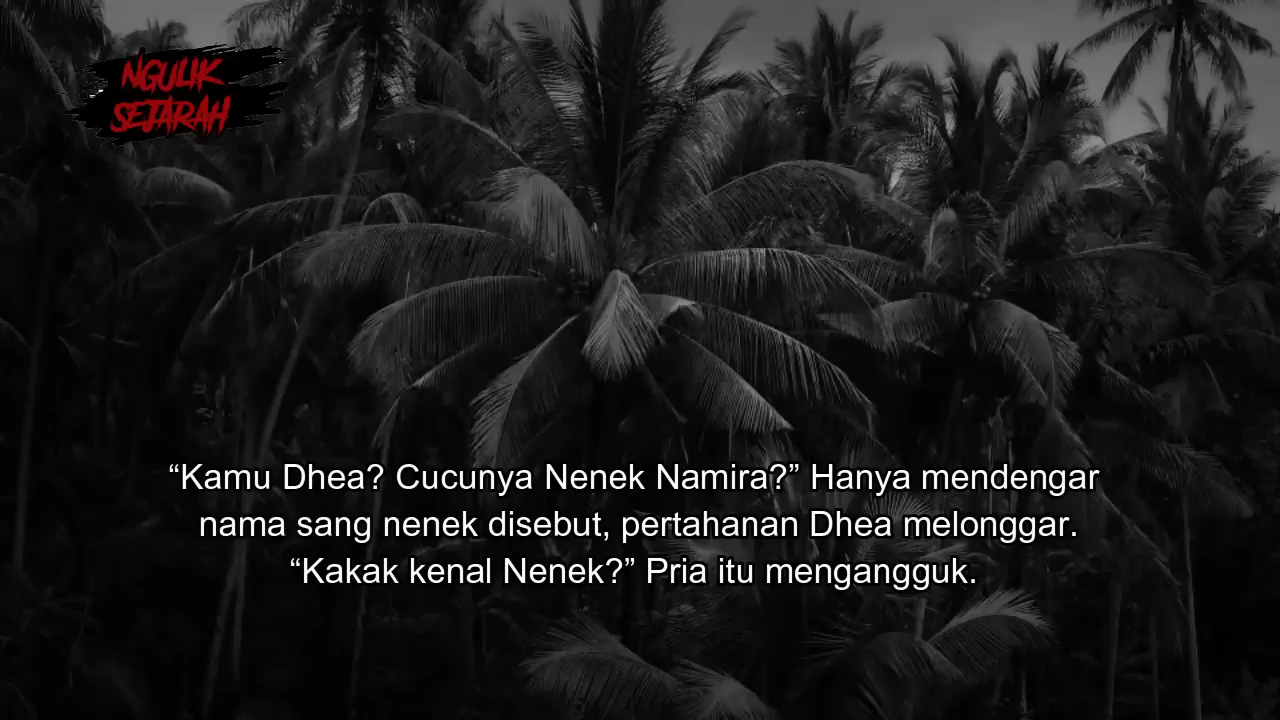 NGULIK
SEJARAH
“Kamu Dhea? Cucunya Nenek Namira?” Hanya mendengar
nama sang nenek disebut, pertahanan Dhea melonggar.
“Kakak kenal Nenek?” Pria itu mengangguk.